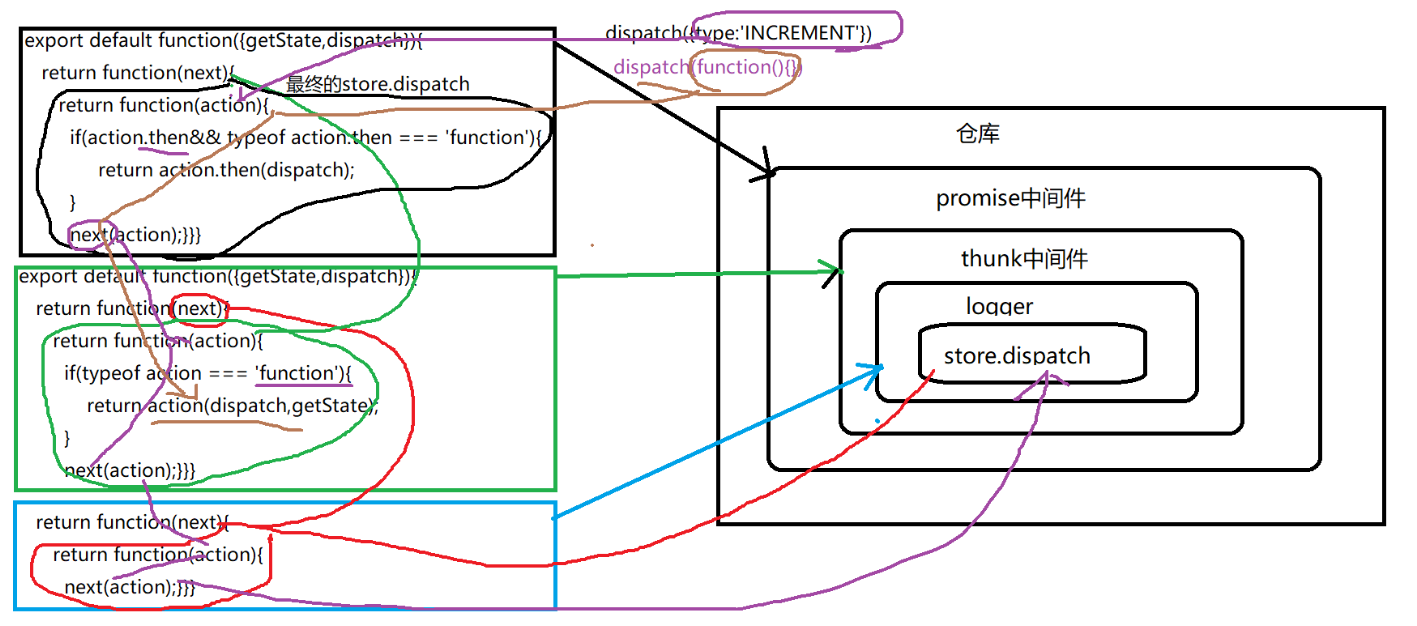 export default function({getState,dispatch}){
return function(next){
最终的store.dispatch
return function(action){
if(action.then&& typeof action.then === 'function'){
return action.then(dispatch);
}
next(action);}}}
export default function({getState,dispatch}){
return function(next){
return function(action){
if(typeof action === 'function'){
return action(dispatch,getState);
}
next(action);}}}
return function(next){
return function(action){
next(action);}}}
dispatch({type:'INCREMENT'})
dispatch(function(){})
仓库
promise中间件
thunk中间件
logger
store.dispatch